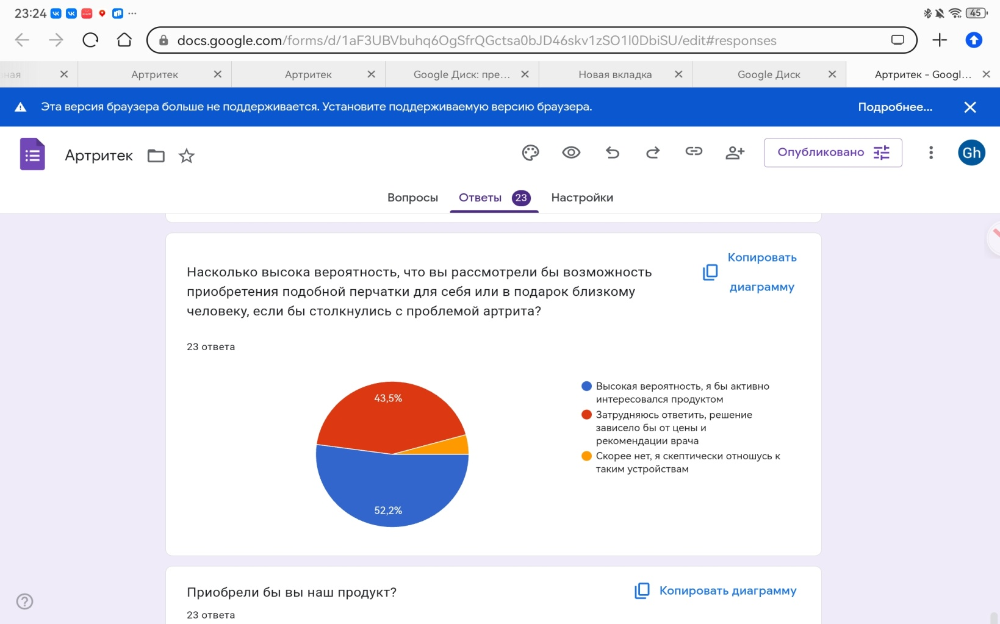 23:24
45
docs.google.com/forms/d/1aF3UBVbuhq6OgSfrQGctsa0bJD46skv1zSO1l0DbiSU/edit#responses
ная
Артритек
Артритек
Google Диск: пре...
Новая вкладка
Google Диск
Артритек - Googl...
Эта версия браузера больше не поддерживается. Установите поддерживаемую версию браузера.
Подробнее...
Артритек
Опубликовано
Gh
Вопросы
Ответы 23
Настройки
Насколько высока вероятность, что вы рассмотрели бы возможность
приобретения подобной перчатки для себя или в подарок близкому
человеку, если бы столкнулись с проблемой артрита?
Копировать
диаграмму
23 ответа
43,5%
52,2%
Высокая вероятность, я бы активно
интересовался продуктом
Затрудняюсь ответить, решение
зависело бы от цены и
рекомендации врача
Скорее нет, я скептически отношусь к
таким устройствам
Приобрели бы вы наш продукт?
Копировать диаграмму
23 ответа